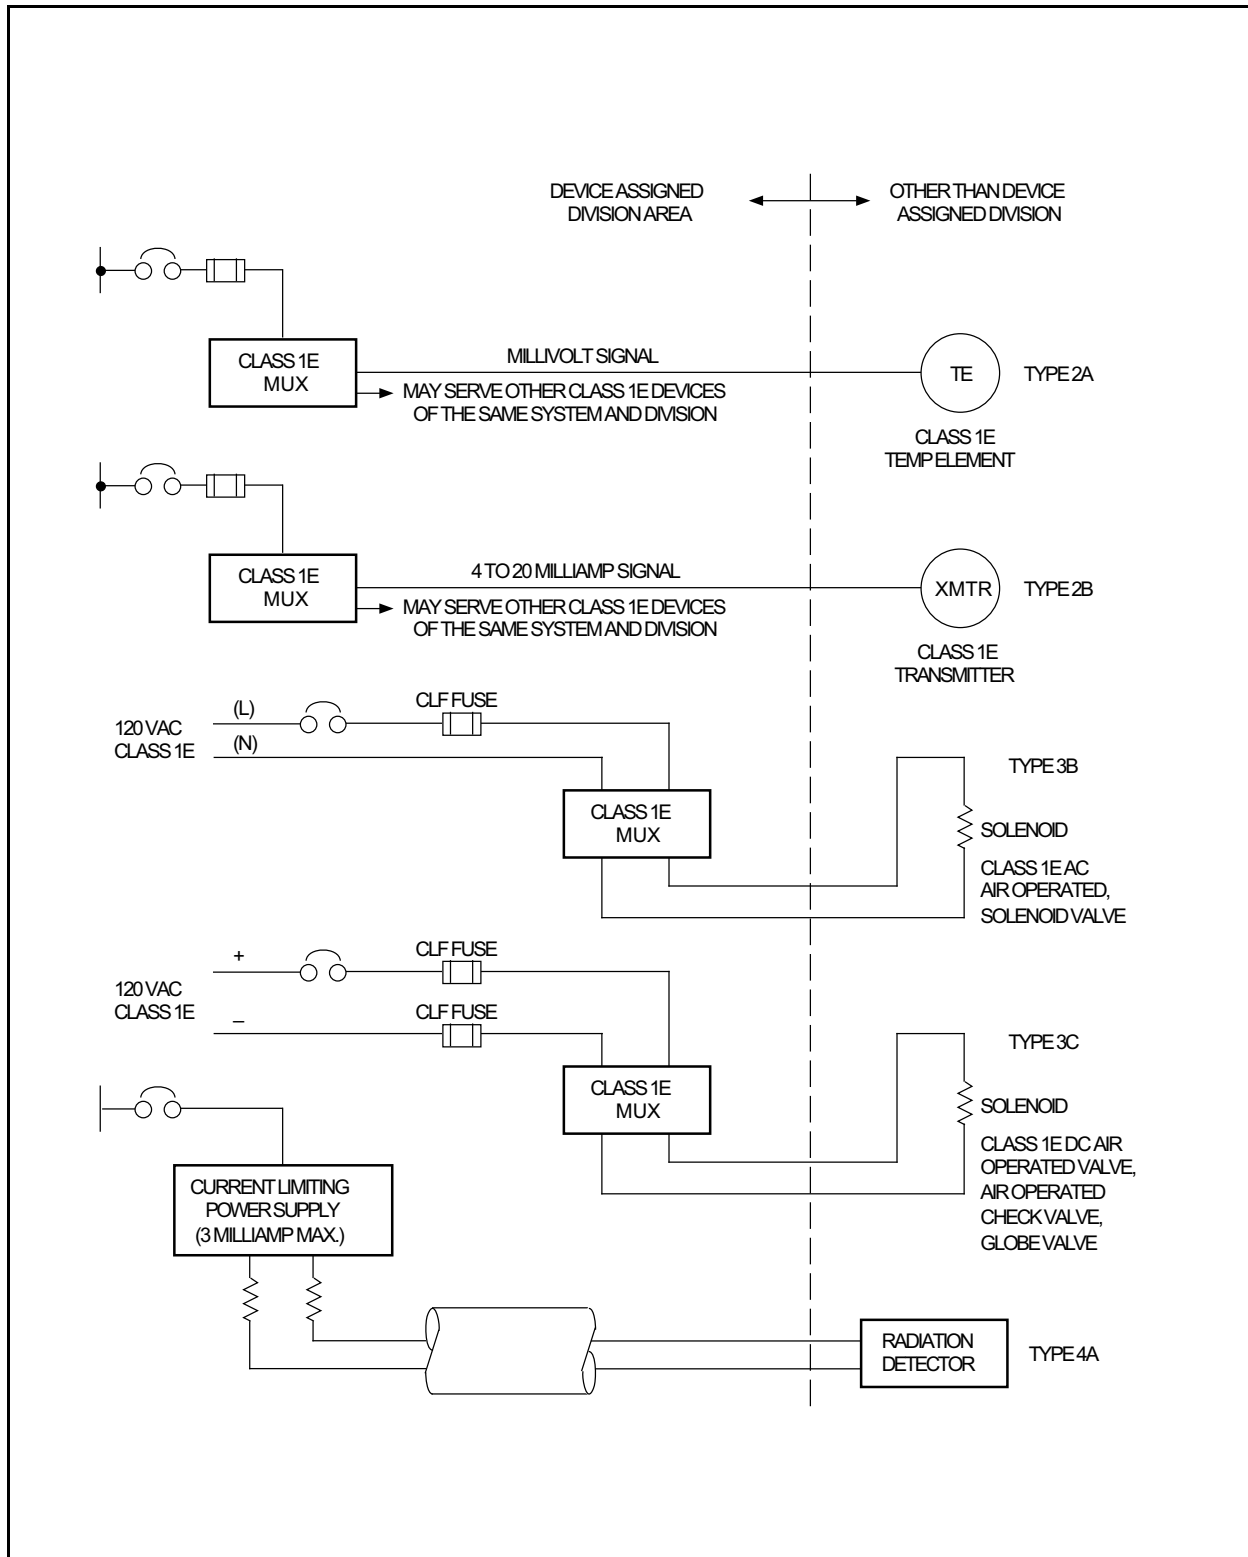 DEVICE ASSIGNED
DIVISION AREA
OTHER THAN DEVICE
ASSIGNED DIVISION
CLASS 1E
MUX
MILLIVOLT SIGNAL
MAY SERVE OTHER CLASS 1E DEVICES
OF THE SAME SYSTEM AND DIVISION
TE
TYPE 2A
CLASS 1E
TEMP ELEMENT
CLASS 1E
MUX
4 TO 20 MILLIAMP SIGNAL
MAY SERVE OTHER CLASS 1E DEVICES
OF THE SAME SYSTEM AND DIVISION
XMTR
TYPE 2B
CLASS 1E
TRANSMITTER
120 VAC
CLASS 1E
(L)
(N)
CLF FUSE
CLASS 1E
MUX
TYPE 3B
SOLENOID
CLASS 1E AC
AIR OPERATED,
SOLENOID VALVE
120 VAC
CLASS 1E
+
–
CLF FUSE
CLF FUSE
CLASS 1E
MUX
TYPE 3C
SOLENOID
CLASS 1E DC AIR
OPERATED VALVE,
AIR OPERATED
CHECK VALVE,
GLOBE VALVE
CURRENT LIMITING
POWER SUPPLY
(3 MILLIAMP MAX.)
RADIATION
DETECTOR
TYPE 4A